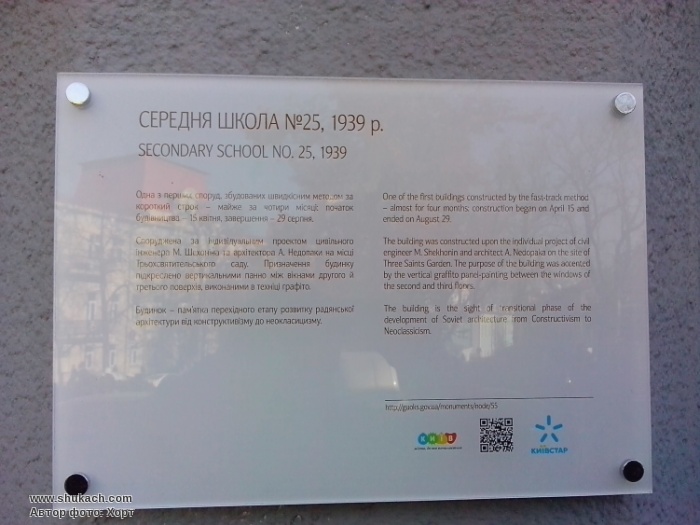 СЕРЕДНЯ ШКОЛА №25, 1939 р.
SECONDARY SCHOOL NO. 25, 1939
Одна з перших споруд, збудованих швидкісним методом за
короткий строк – майже за чотири місяці: початок
будівництва – 15 квітня, завершення – 29 серпня.
Споруджена за індивідуальним проектом цивільного
інженера М. Шехоніна та архітектора А. Недопаки на місці
Трьохсвятительського саду. Призначення будинку
підкреслено вертикальними панно між вікнами другого й
третього поверхів, виконаними в техніці графіто.
Будинок – пам'ятка перехідного етапу розвитку радянської
архітектури від конструктивізму до неокласицизму.
One of the first buildings constructed by the fast-track method
– almost for four months: construction began on April 15 and
ended on August 29.
The building was constructed upon the individual project of civil
engineer M. Shekhonin and architect A. Nedopaka on the site of
Three Saints Garden. The purpose of the building was accented
by the vertical graffito panel-painting between the windows of
the second and third floors.
The building is the sight of transitional phase of the
development of Soviet architecture from Constructivism to
Neoclassicism.
http://guoks.gov.ua/monuments/node/55
КИЇВ
КИЇВСТАР
www.shukach.com
Автор фото: Хорт